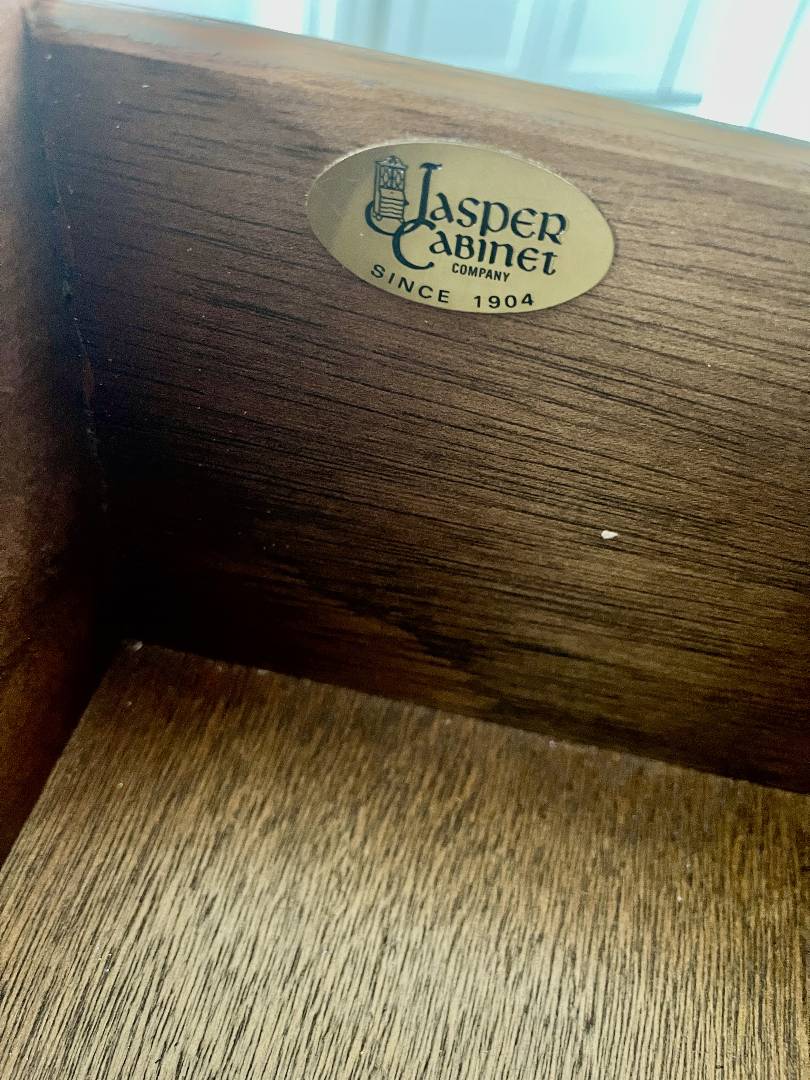 Jasper
Cabinet
COMPANY
SINCE 1904